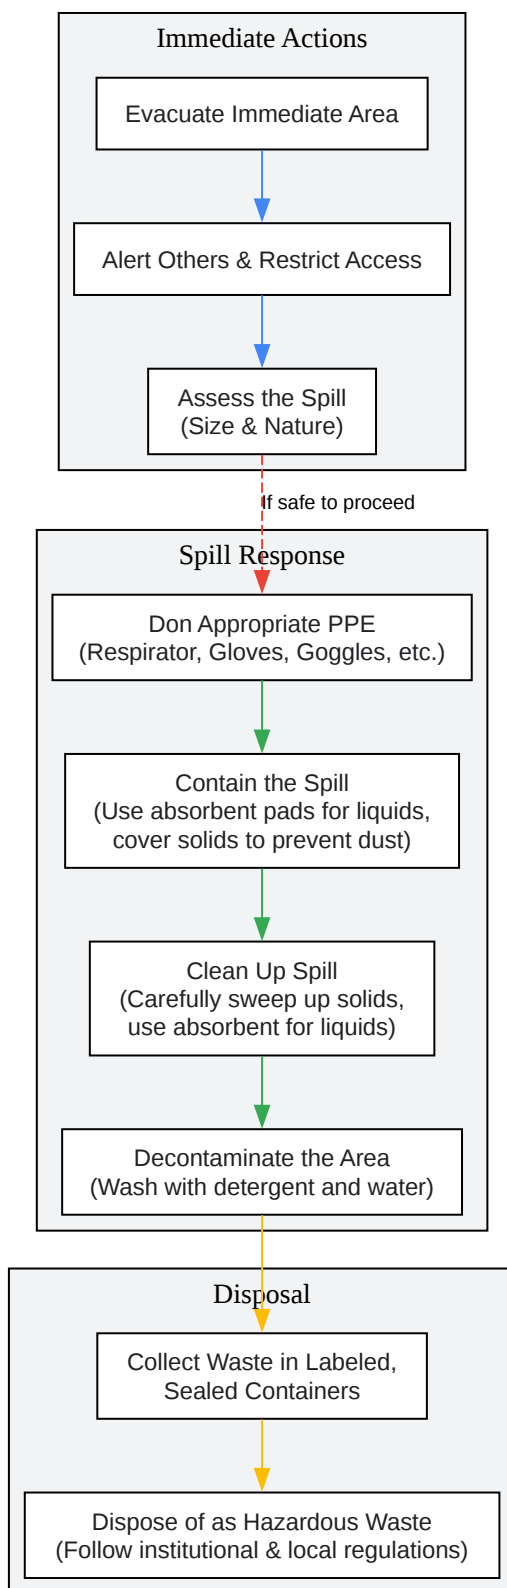 Immediate Actions
Evacuate Immediate Area
Alert Others & Restrict Access
Assess the Spill
(Size & Nature)
If safe to proceed
Spill Response
Don Appropriate PPE
(Respirator, Gloves, Goggles, etc.)
Contain the Spill
(Use absorbent pads for liquids,
cover solids to prevent dust)
Clean Up Spill
(Carefully sweep up solids,
use absorbent for liquids)
Decontaminate the Area
(Wash with detergent and water)
Disposal
Collect Waste in Labeled,
Sealed Containers
Dispose of as Hazardous Waste
(Follow institutional & local regulations)